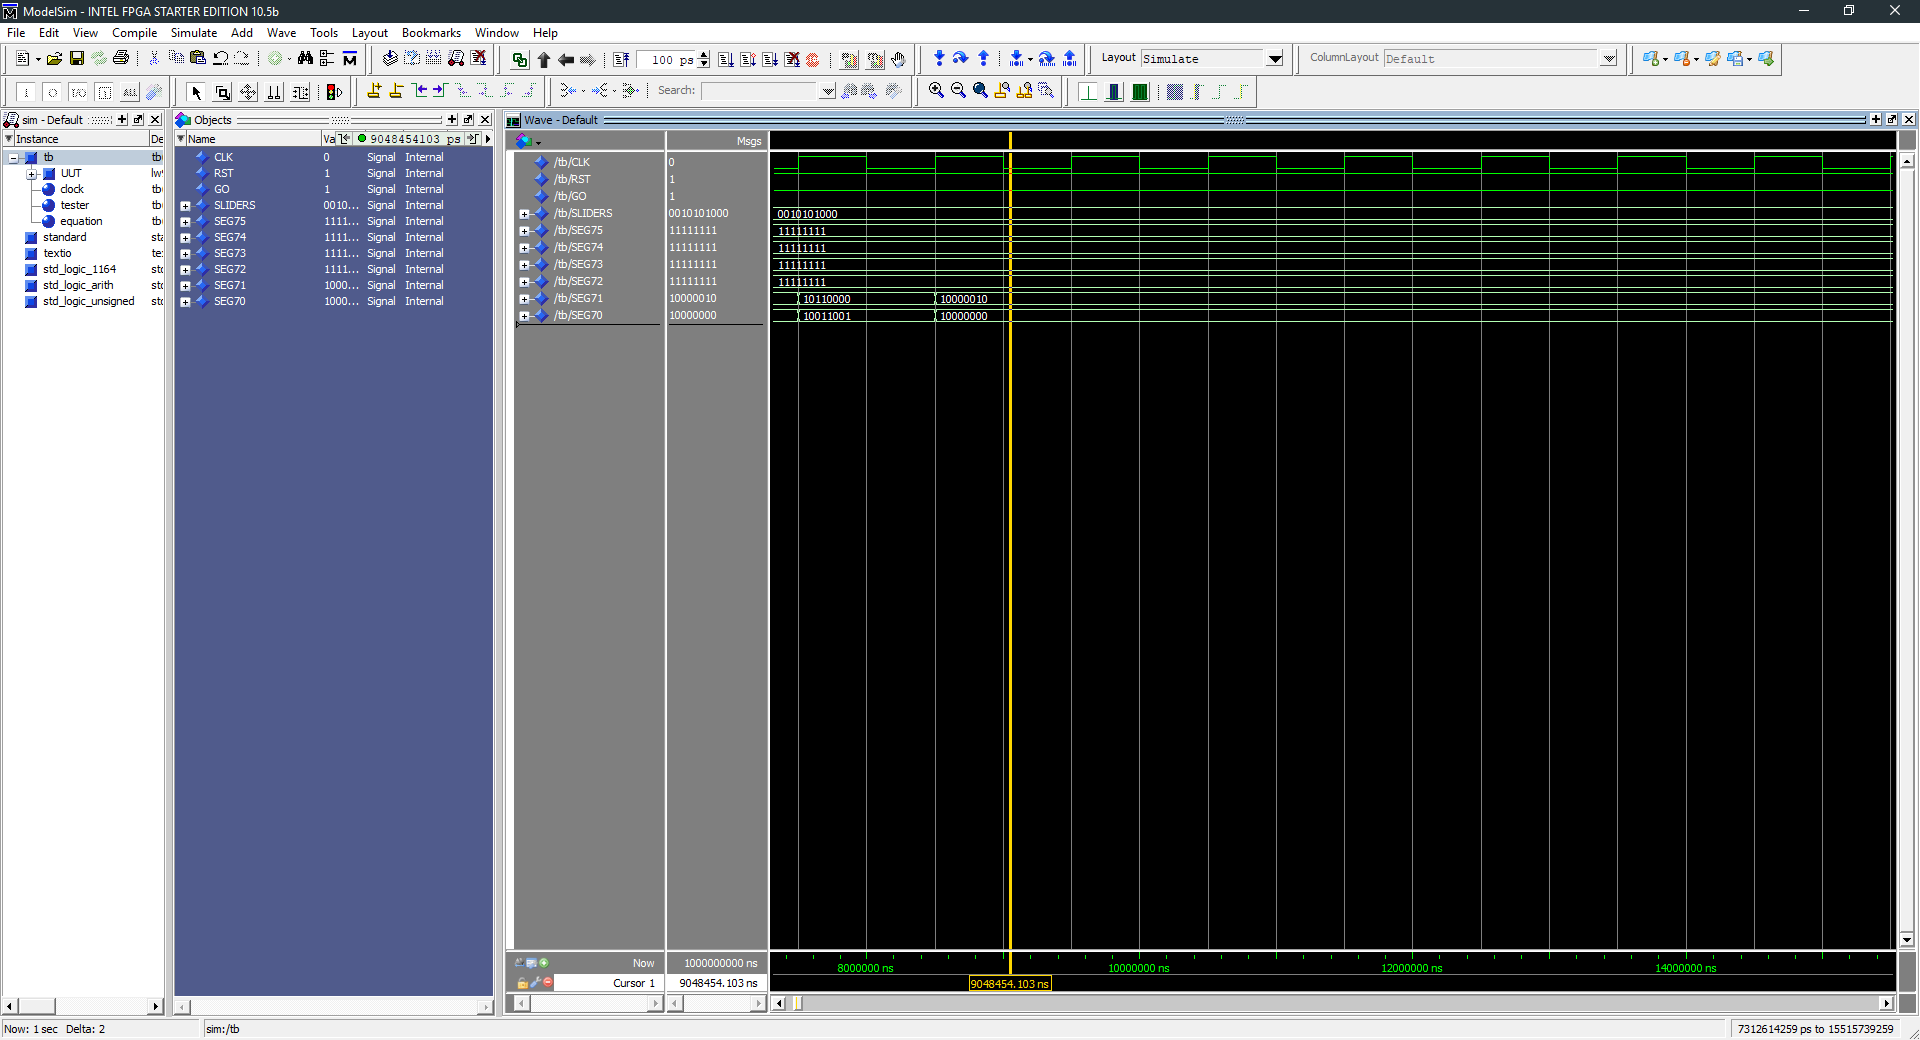 ModelSim - INTEL FPGA STARTER EDITION 10.5b
File Edit View Compile Simulate Add Wave Tools Layout Bookmarks Window Help
100 ps
Layout Simulate
ColumnLayout Default
ALL
Search:
sim - Default
Instance De
tb tb(
UUT lw'
clock tb(
tester tb(
equation tb(
standard sta
textio te:
std_logic_1164 std
std_logic_arith std
std_logic_unsigned std
Objects
Name Va 9048454103 ps
CLK 0 Signal Internal
RST 1 Signal Internal
GO 1 Signal Internal
SLIDERS 0010... Signal Internal
SEG75 1111... Signal Internal
SEG74 1111... Signal Internal
SEG73 1111... Signal Internal
SEG72 1111... Signal Internal
SEG71 1000... Signal Internal
SEG70 1000... Signal Internal
Wave - Default
Msgs
/tb/CLK 0
/tb/RST 1
/tb/GO 1
/tb/SLIDERS 0010101000 0010101000
/tb/SEG75 11111111 11111111
/tb/SEG74 11111111 11111111
/tb/SEG73 11111111 11111111
/tb/SEG72 11111111 11111111
/tb/SEG71 10000010 10110000 10000010
/tb/SEG70 10000000 10011001 10000000
Now 1000000000 ns 8000000 ns 10000000 ns 12000000 ns 14000000 ns
Cursor 1 9048454.103 ns 9048454.103 ns
Now: 1 sec Delta: 2 sim:/tb 7312614259 ps to 15515739259